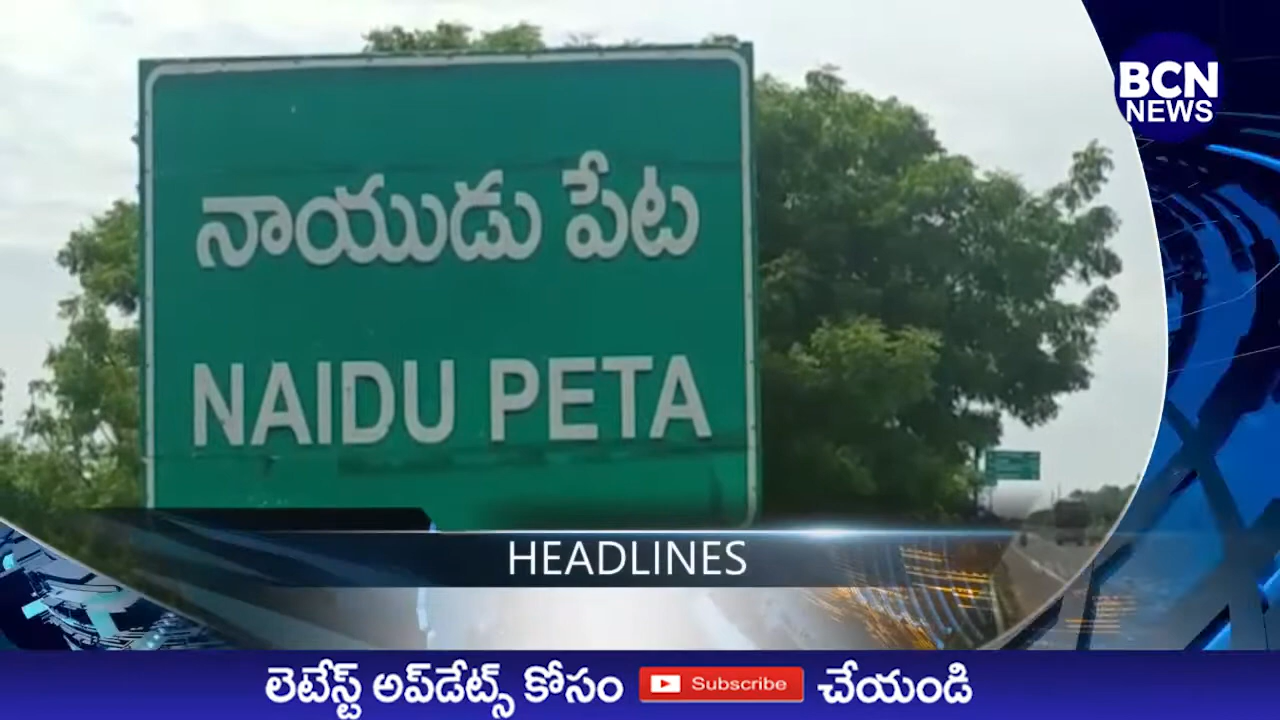 BCN
NEWS
నాయుడు పేట
NAIDU PETA
HEADLINES
లెటేస్ట్ అప్‌డేట్స్ కోసం Subscribe చేయండి